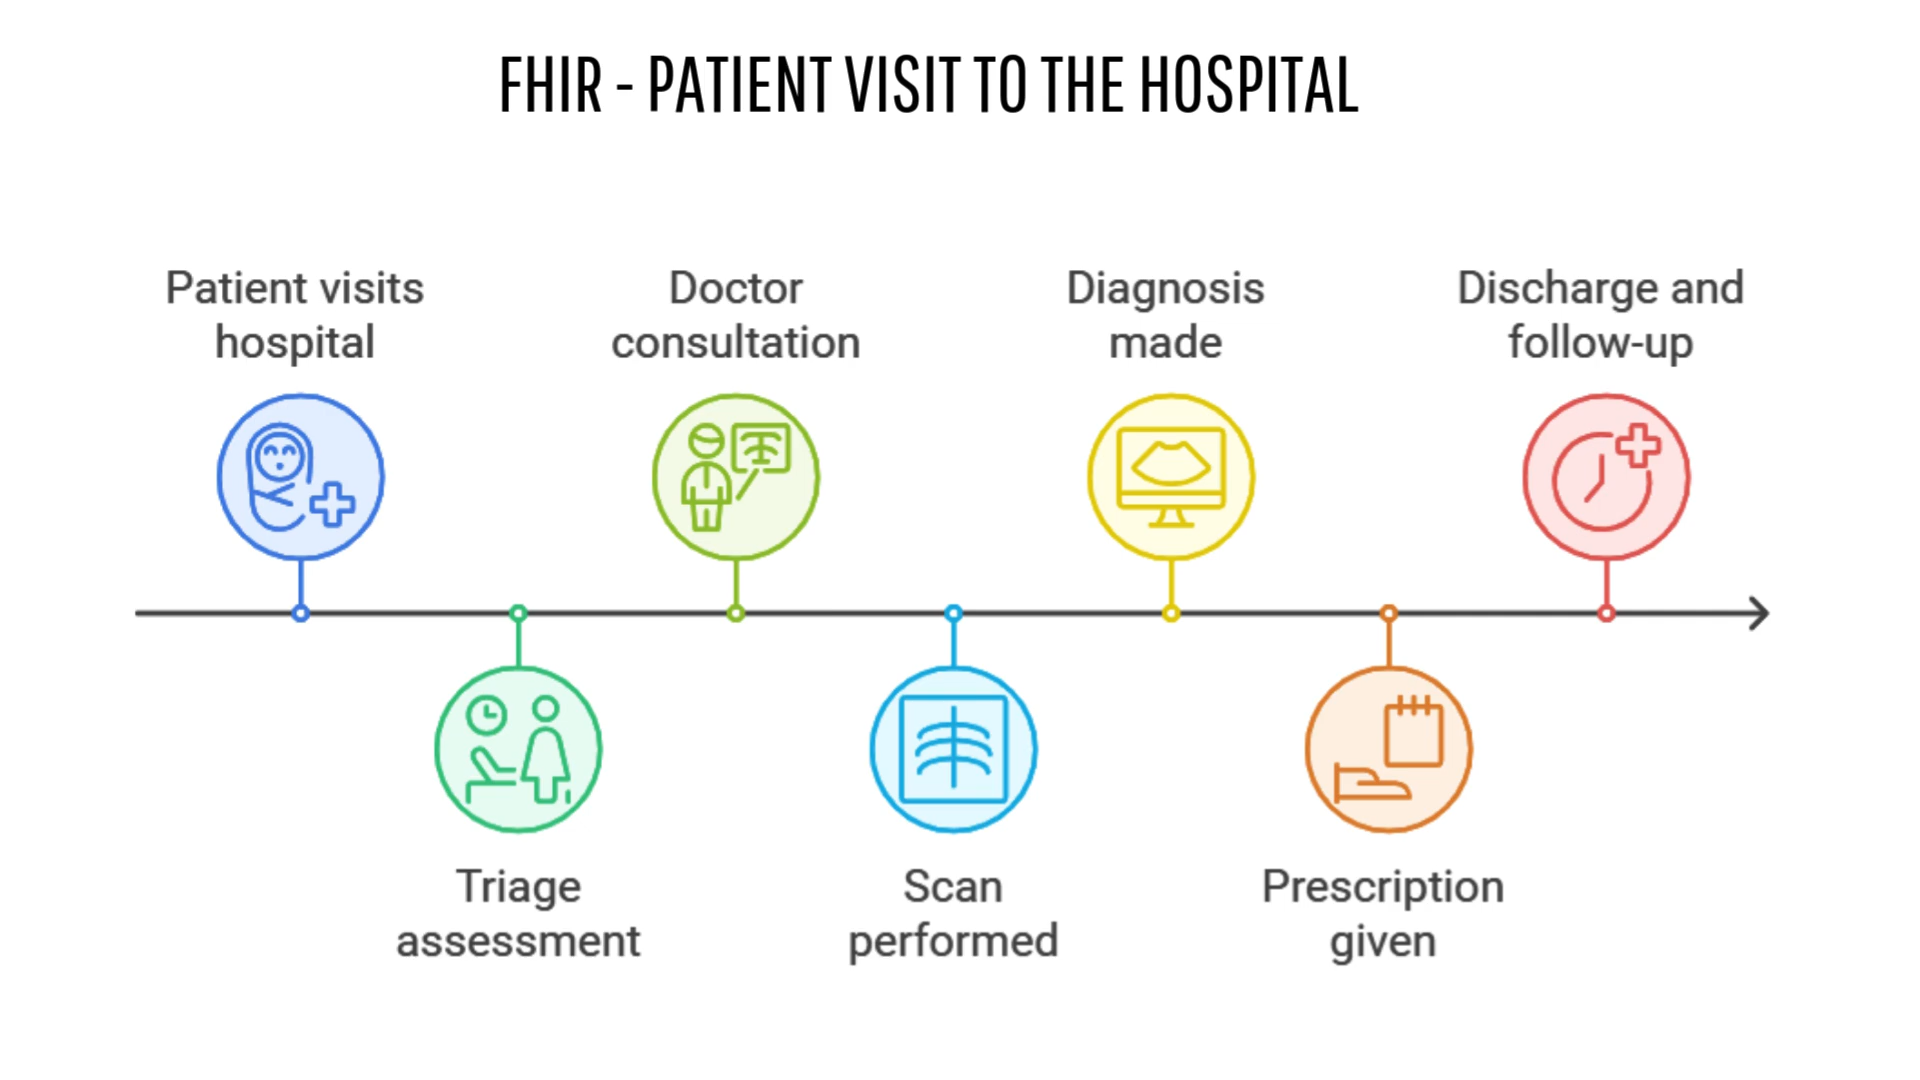 FHIR - PATIENT VISIT TO THE HOSPITAL
Patient visits
hospital
Doctor
consultation
Diagnosis
made
Discharge and
follow-up
Triage
assessment
Scan
performed
Prescription
given